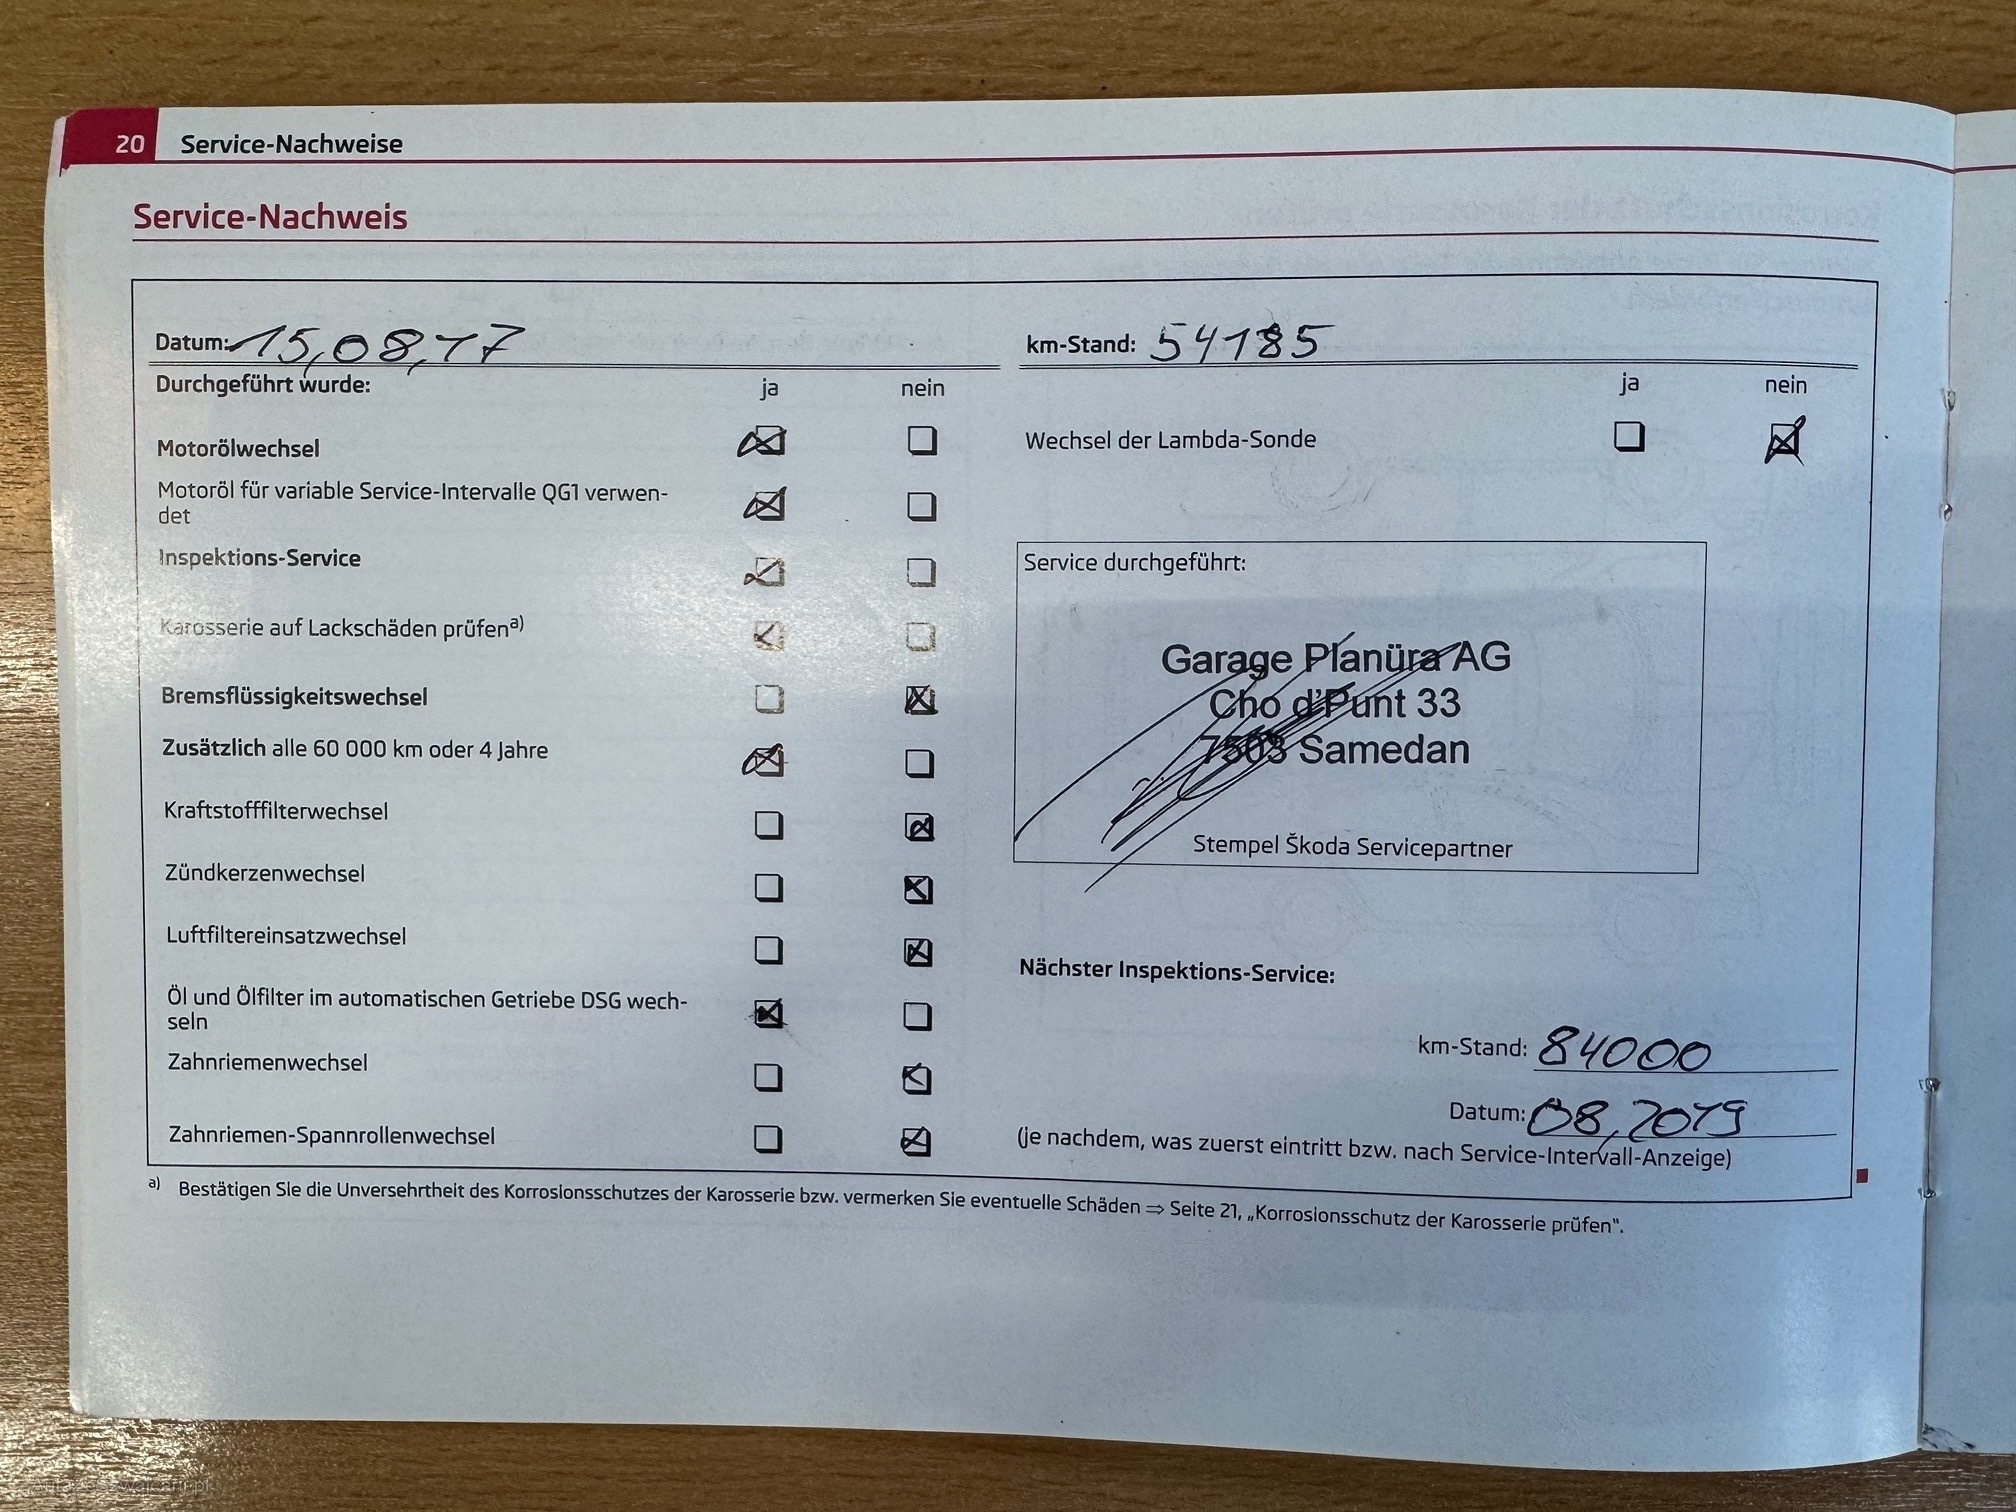 20 Service-Nachweise
Service-Nachweis
Datum: 15,08,17
km-Stand: 54185
Durchgeführt wurde: ja nein
ja nein
Motorölwechsel
Wechsel der Lambda-Sonde
Motoröl für variable Service-Intervalle QG1 verwen-
det
Inspektions-Service
Service durchgeführt:
Karosserie auf Lackschäden prüfen a)
Garage Planüra AG
Bremsflüssigkeitswechsel
Cho d'Punt 33
Zusätzlich alle 60 000 km oder 4 Jahre
7503 Samedan
Kraftstofffilterwechsel
Stempel Škoda Servicepartner
Zündkerzenwechsel
Luftfiltereinsatzwechsel
Nächster Inspektions-Service:
Öl und Ölfilter im automatischen Getriebe DSG wech-
seln
km-Stand: 84000
Zahnriemenwechsel
Datum: 08,2019
Zahnriemen-Spannrollenwechsel
(je nachdem, was zuerst eintritt bzw. nach Service-Intervall-Anzeige)
a) Bestätigen Sie die Unversehrtheit des Korrosionsschutzes der Karosserie bzw. vermerken Sie eventuelle Schäden ⇒ Seite 21, „Korrosionsschutz der Karosserie prüfen“.